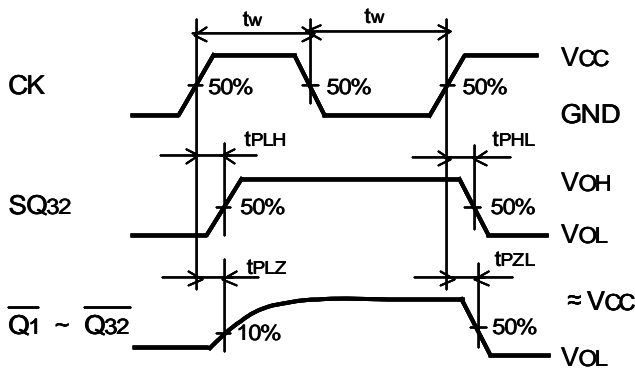 tw tw
CK 50% 50% 50% VCC
GND
tPLH tPHL
SQ32 50% 50% VOH
VOL
tPLZ tPZL
Q1 ~ Q32 10% 50% ≈ VCC
VOL